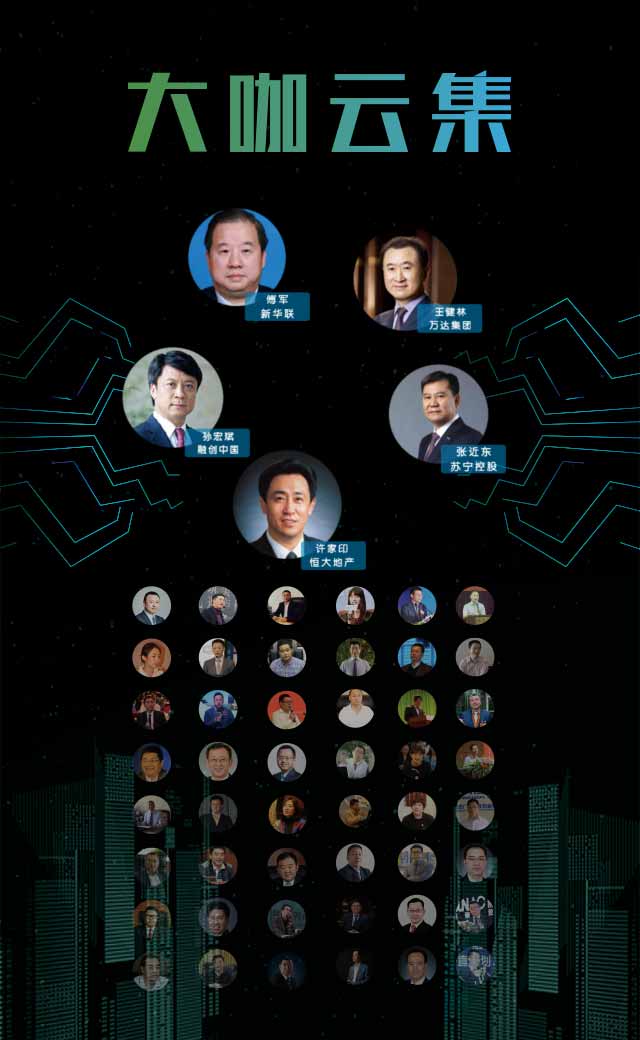 大咖云集
傅军
新华联
王健林
万达集团
孙宏斌
融创中国
张近东
苏宁控股
许家印
恒大地产